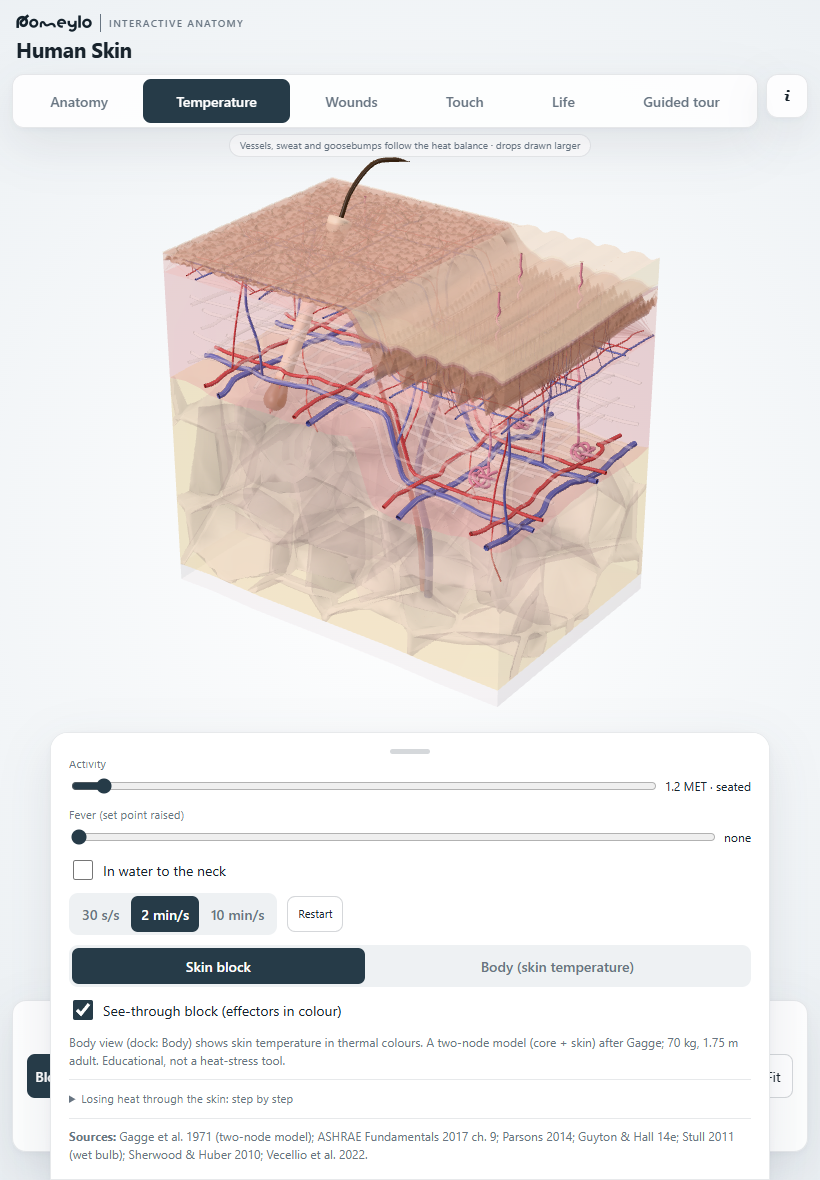 Domeylo INTERACTIVE ANATOMY
Human Skin
Anatomy Temperature Wounds Touch Life Guided tour i
Vessels, sweat and goosebumps follow the heat balance · drops drawn larger
Activity
1.2 MET · seated
Fever (set point raised)
none
In water to the neck
30 s/s 2 min/s 10 min/s Restart
Skin block Body (skin temperature)
See-through block (effectors in colour)
Body view (dock: Body) shows skin temperature in thermal colours. A two-node model (core + skin) after Gagge; 70 kg, 1.75 m
adult. Educational, not a heat-stress tool.
Fit
Losing heat through the skin: step by step
Sources: Gagge et al. 1971 (two-node model); ASHRAE Fundamentals 2017 ch. 9; Parsons 2014; Guyton & Hall 14e; Stull 2011
(wet bulb); Sherwood & Huber 2010; Vecellio et al. 2022.